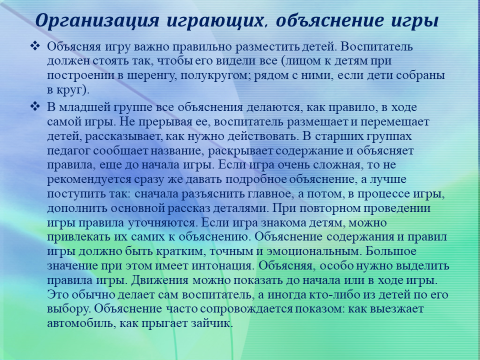 Организация играющих, объяснение игры
❖ Объясняя игру важно правильно разместить детей. Воспитатель
должен стоять так, чтобы его видели все (лицом к детям при
построении в шеренгу, полукругом; рядом с ними, если дети собраны
в круг).
❖ В младшей группе все объяснения делаются, как правило, в ходе
самой игры. Не прерывая ее, воспитатель размещает и перемещает
детей, рассказывает, как нужно действовать. В старших группах
педагог сообщает название, раскрывает содержание и объясняет
правила, еще до начала игры. Если игра очень сложная, то не
рекомендуется сразу же давать подробное объяснение, а лучше
поступить так: сначала разъяснить главное, а потом, в процессе игры,
дополнить основной рассказ деталями. При повторном проведении
игры правила уточняются. Если игра знакома детям, можно
привлекать их самих к объяснению. Объяснение содержания и правил
игры должно быть кратким, точным и эмоциональным. Большое
значение при этом имеет интонация. Объясняя, особо нужно выделить
правила игры. Движения можно показать до начала или в ходе игры.
Это обычно делает сам воспитатель, а иногда кто-либо из детей по его
выбору. Объяснение часто сопровождается показом: как выезжает
автомобиль, как прыгает зайчик.